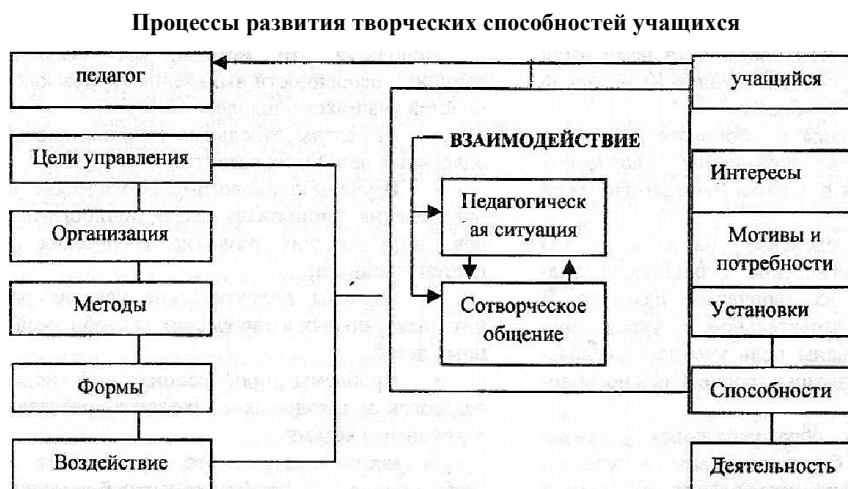 Процессы развития творческих способностей учащихся
педагог
учащийся
ВЗАИМОДЕЙСТВИЕ
Цели управления
Организация
Методы
Формы
Воздействие
Педагогическ
ая ситуация
Сотворческое
общение
Интересы
Мотивы и
потребности
Установки
Способности
Деятельность